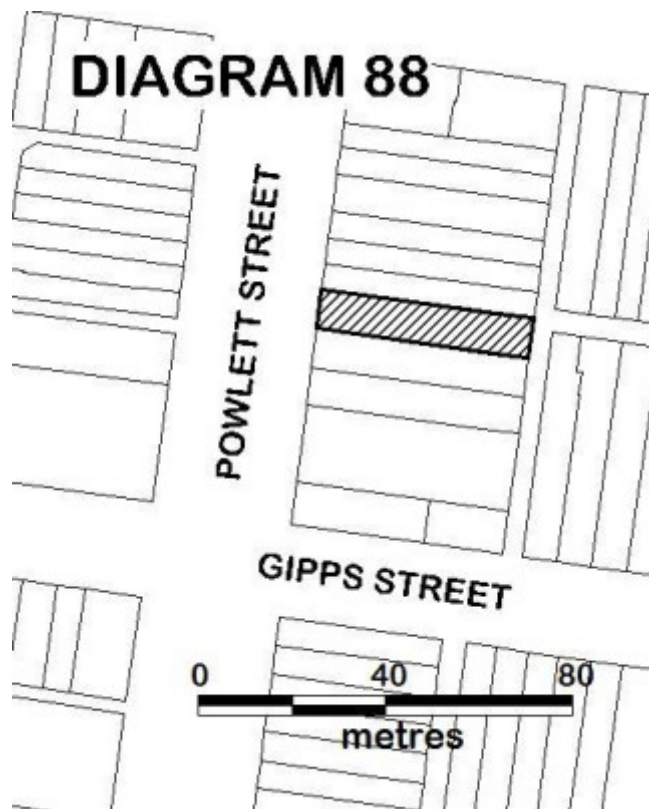 DIAGRAM 88
POWLETT STREET
GIPPS STREET
0 40 80
metres